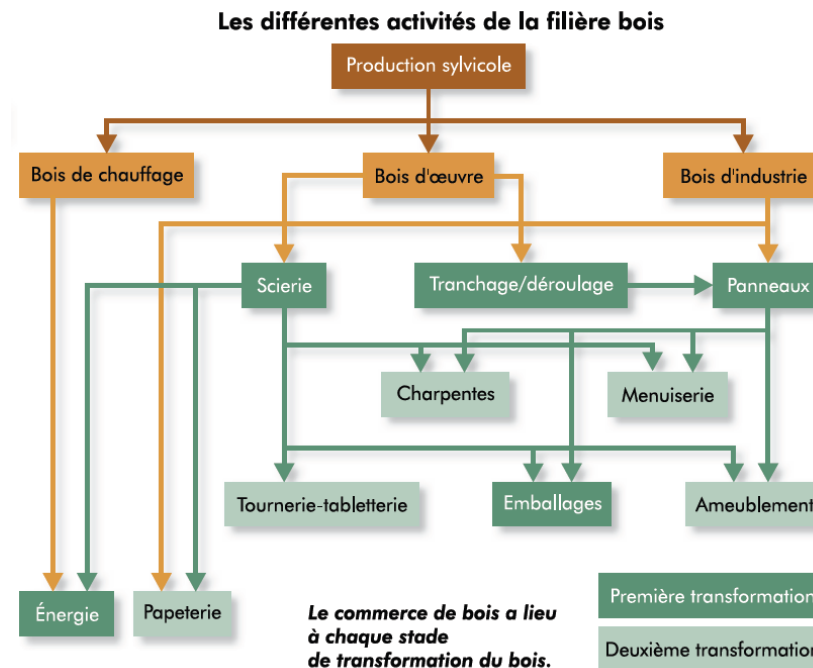 Les différentes activités de la filière bois
Production sylvicole
Bois de chauffage
Bois d'œuvre
Bois d'industrie
Scierie
Tranchage/déroulage
Panneaux
Charpentes
Menuiserie
Tournerie-tabletterie
Emballages
Ameublement
Énergie
Papeterie
Le commerce de bois a lieu
à chaque stade
de transformation du bois.
Première transformation
Deuxième transformation